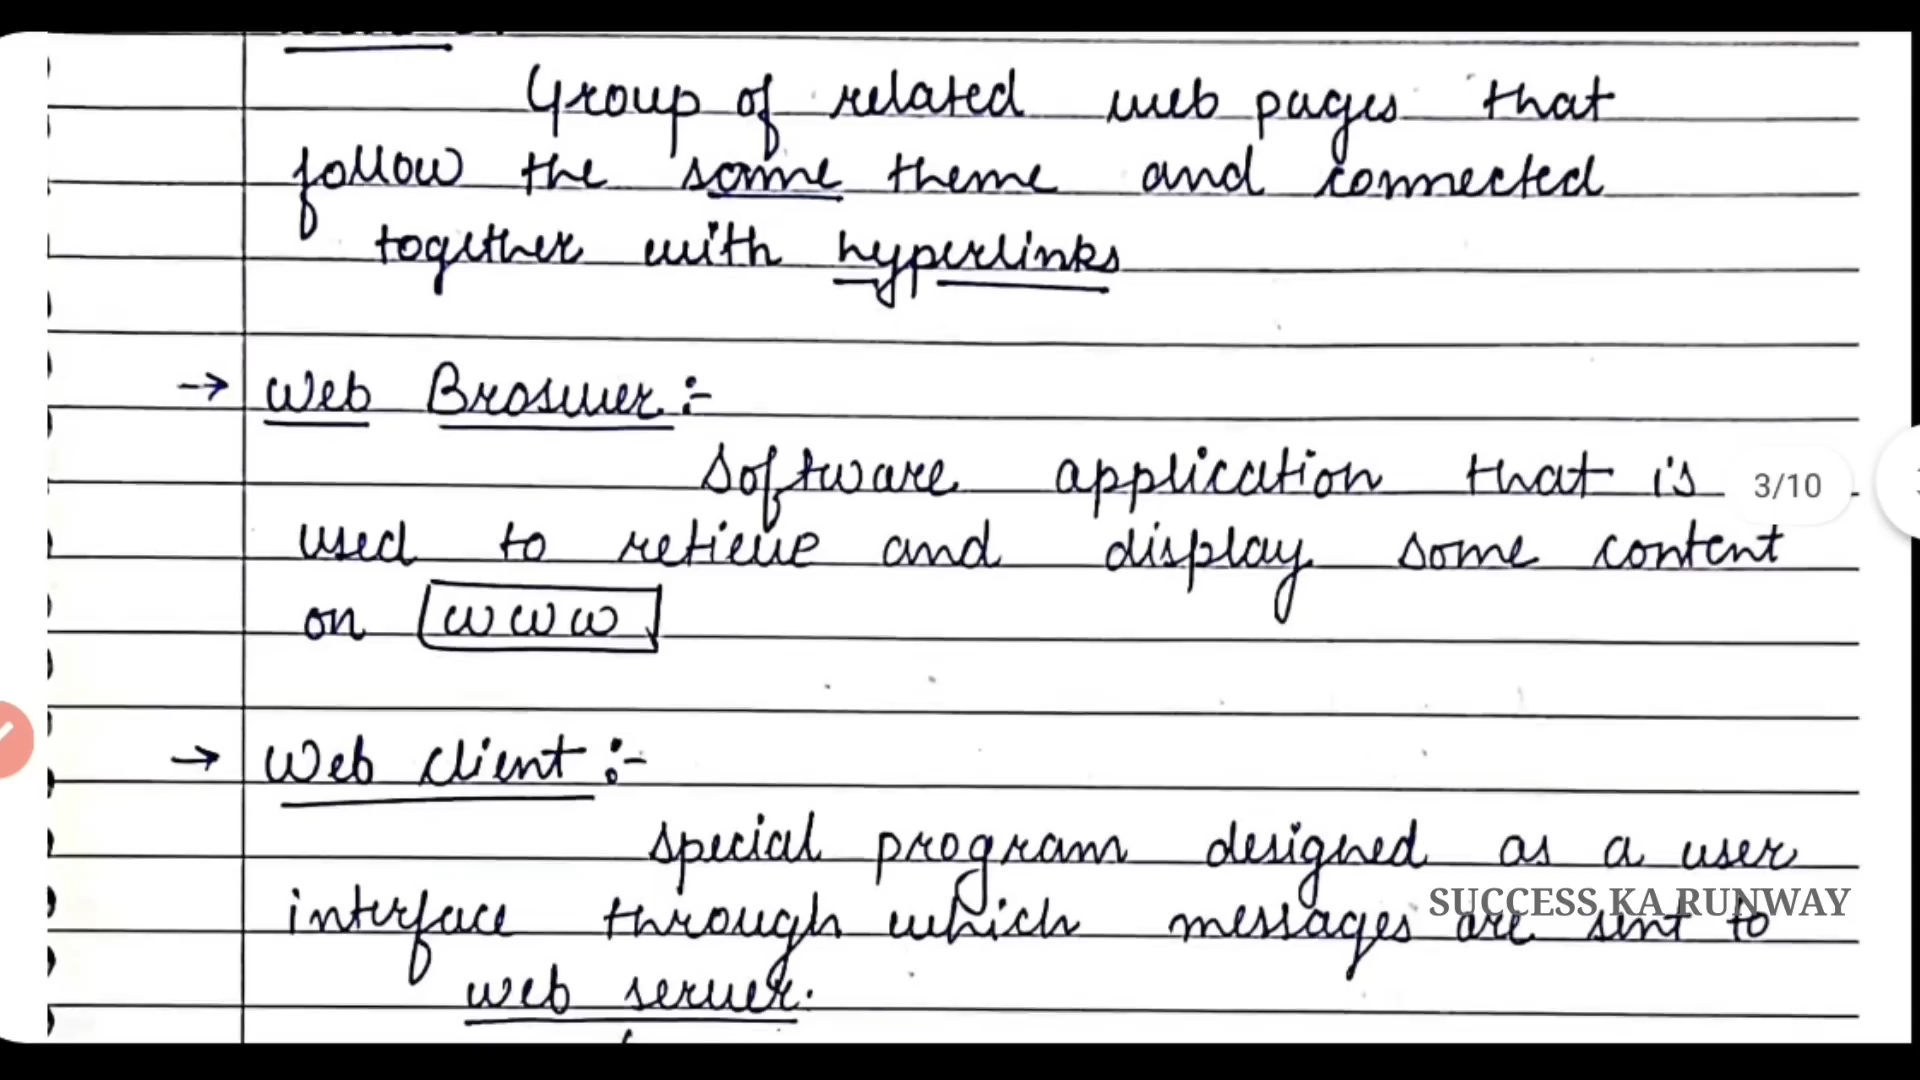 Group of related web pages that
follow the same theme and connected
together with hyperlinks
→ Web Broswer :-
Software application that is
3/10
used to retieve and display some content
on WWW
→ Web client :-
special program designed as a user
SUCCESS KA RUNWAY
interface through which messages are sent to
web server.